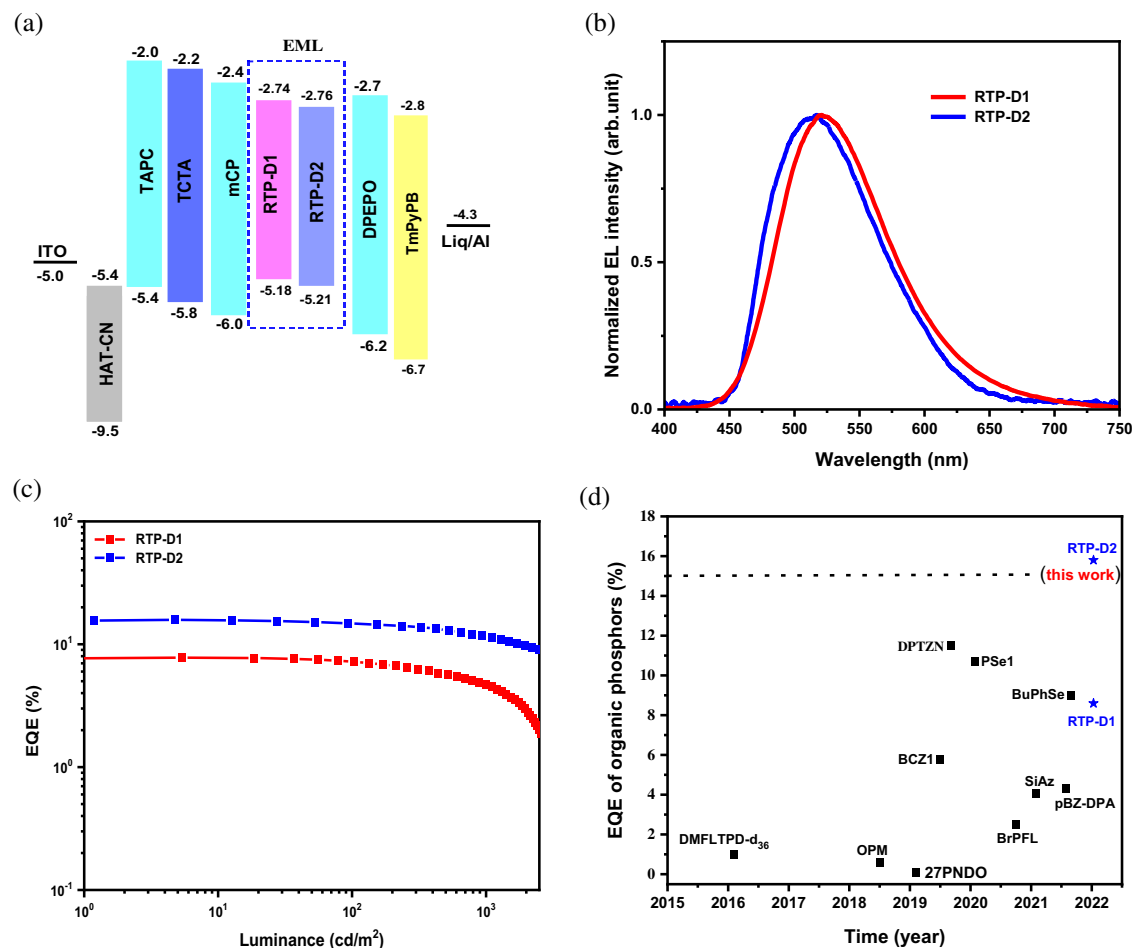 (a)
EML
-2.0
-2.2
-2.4
-2.74
-2.76
-2.7
-2.8
TAPC
TCTA
mCP
RTP-D1
RTP-D2
DPEPO
TmPyPB
-4.3
Liq/Al
ITO
-5.0
-5.4
HAT-CN
-9.5
-5.4
-5.8
-6.0
-5.18
-5.21
-6.2
-6.7
(b)
Normalized EL intensity (arb.unit)
1.0
0.5
0.0
RTP-D1
RTP-D2
400 450 500 550 600 650 700 750
Wavelength (nm)
(c)
EQE (%)
10²
10¹
10⁰
10⁻¹
RTP-D1
RTP-D2
10⁰ 10¹ 10² 10³
Luminance (cd/m²)
(d)
EQE of organic phosphors (%)
18
16
14
12
10
8
6
4
2
0
RTP-D2
(this work)
DPTZN
PSe1
BuPhSe
RTP-D1
BCZ1
SiAz
pBZ-DPA
BrPFL
DMFLTPD-d₃₆
OPM
27PNDO
2015 2016 2017 2018 2019 2020 2021 2022
Time (year)